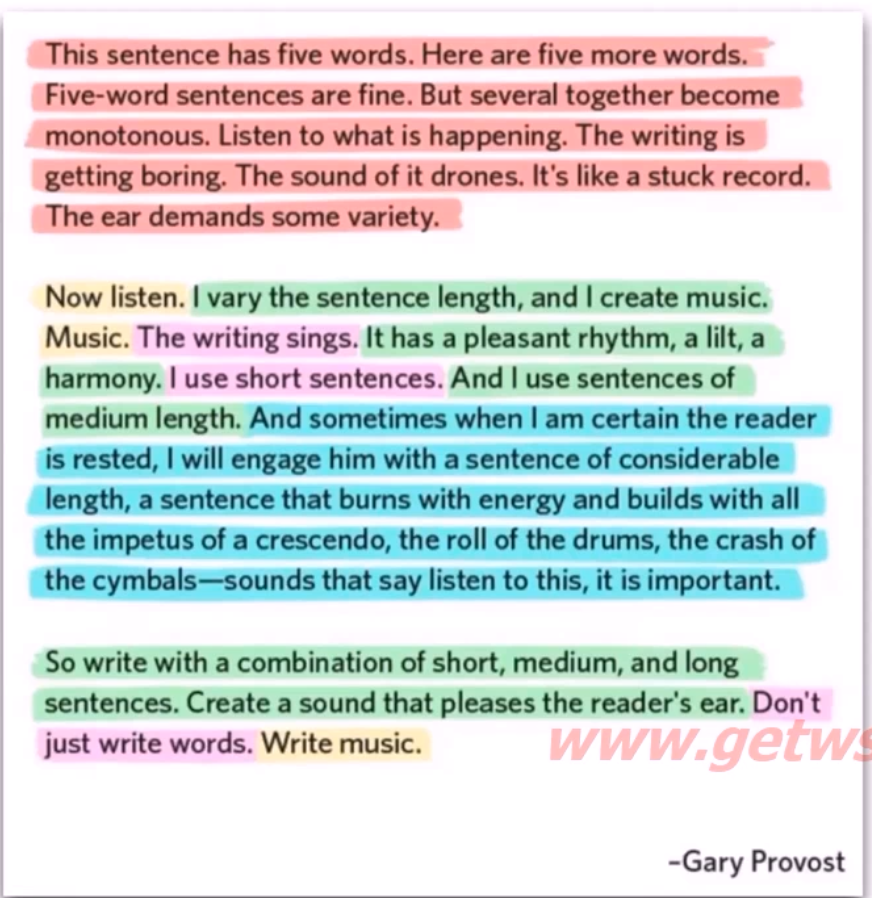 This sentence has five words. Here are five more words.
Five-word sentences are fine. But several together become
monotonous. Listen to what is happening. The writing is
getting boring. The sound of it drones. It's like a stuck record.
The ear demands some variety.
Now listen. I vary the sentence length, and I create music.
Music. The writing sings. It has a pleasant rhythm, a lilt, a
harmony. I use short sentences. And I use sentences of
medium length. And sometimes when I am certain the reader
is rested, I will engage him with a sentence of considerable
length, a sentence that burns with energy and builds with all
the impetus of a crescendo, the roll of the drums, the crash of
the cymbals—sounds that say listen to this, it is important.
So write with a combination of short, medium, and long
sentences. Create a sound that pleases the reader's ear. Don't
just write words. Write music.
www.getws
–Gary Provost